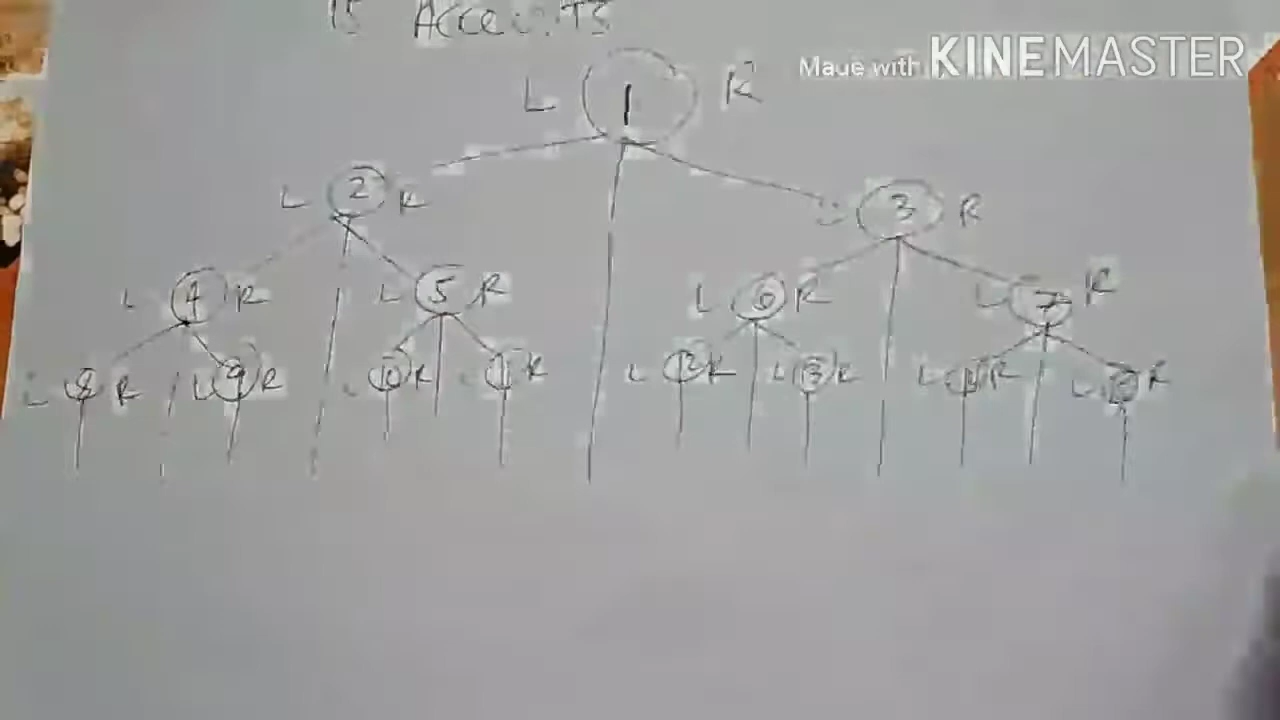 15 Accounts
Made with KINEMASTER
L 1 R
L 2 R
3 R
L 4 R L 5 R L 6 R L 7 R
L 8 R L 9 R L 10 R L 11 R L 12 R L 13 R L 14 R L 15 R